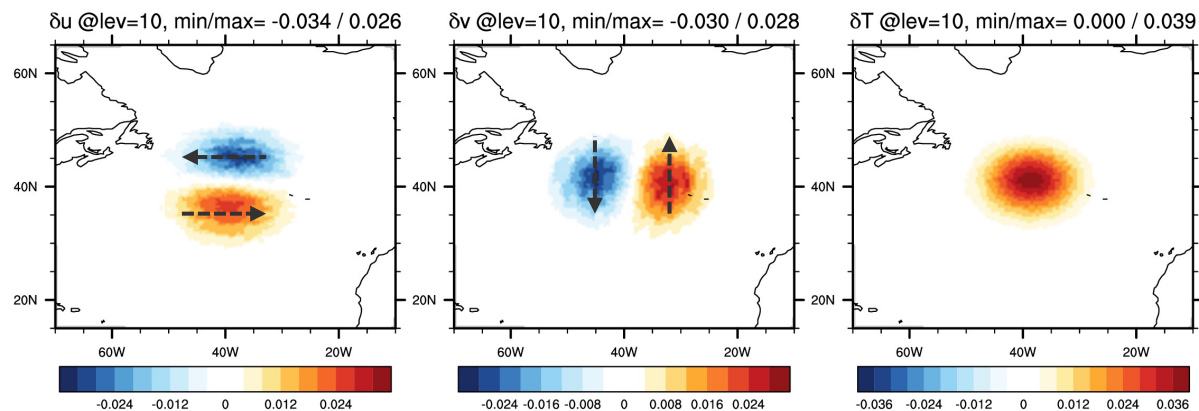 δu @lev=10, min/max= -0.034 / 0.026
δv @lev=10, min/max= -0.030 / 0.028
δT @lev=10, min/max= 0.000 / 0.039
60N
40N
20N
60W 40W 20W
60N
40N
20N
60W 40W 20W
60N
40N
20N
60W 40W 20W
-0.024 -0.012 0 0.012 0.024
-0.024 -0.016 -0.008 0 0.008 0.016 0.024
-0.036 -0.018 0 0.012 0.024 0.036